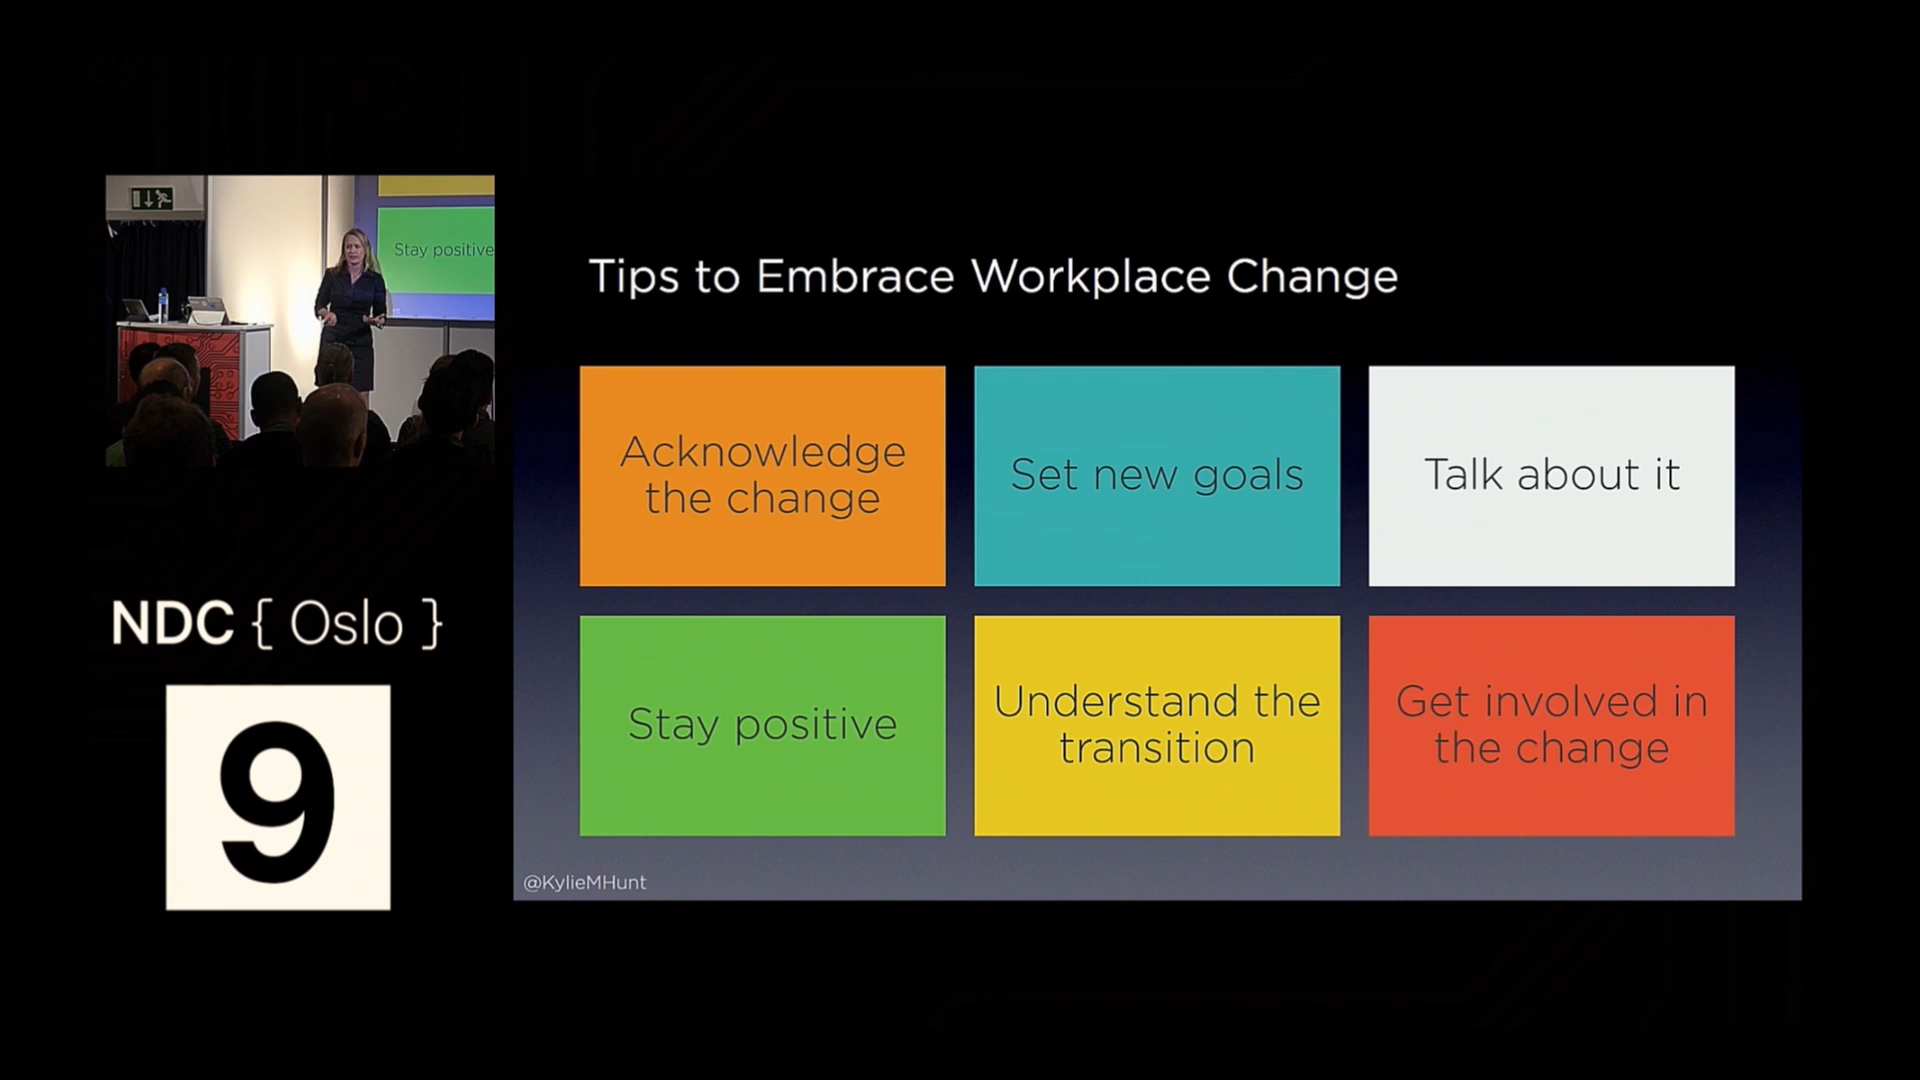 Stay positive
NDC { Oslo }
9
Tips to Embrace Workplace Change
Acknowledge
the change
Set new goals
Talk about it
Stay positive
Understand the
transition
Get involved in
the change
@KylieMHunt